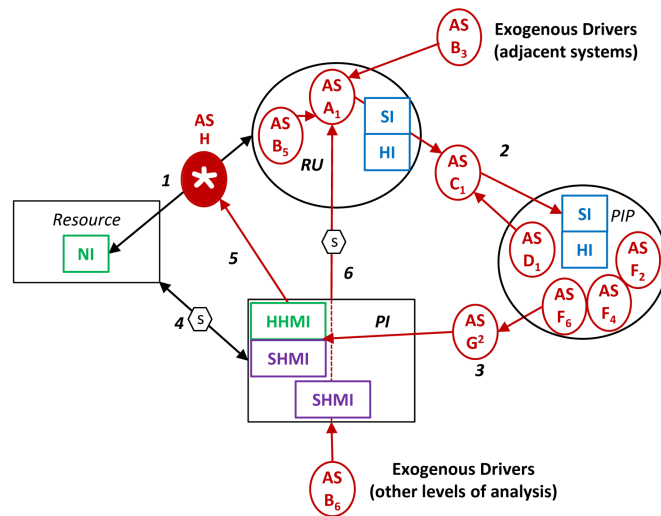 AS
B₃
Exogenous Drivers
(adjacent systems)
AS
A₁
SI
HI
AS
B₅
RU
AS
H
*
1
2
AS
C₁
Resource
NI
SI
HI
PIP
AS
D₁
AS
F₂
AS
F₄
AS
F₆
S
5
6
4
S
HHMI
SHMI
PI
AS
G²
3
SHMI
AS
B₆
Exogenous Drivers
(other levels of analysis)